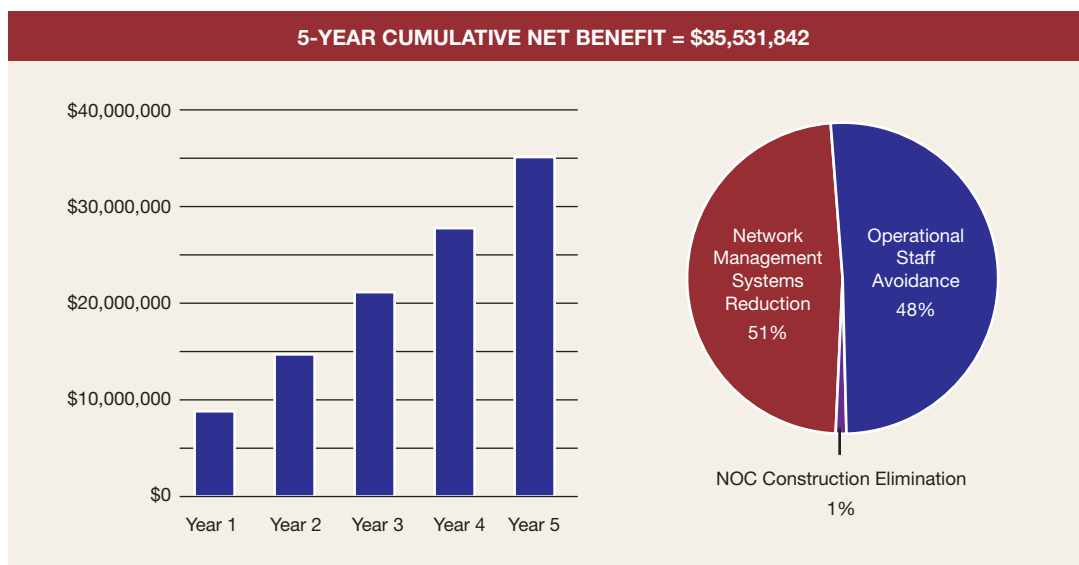 5-YEAR CUMULATIVE NET BENEFIT = $35,531,842
$40,000,000
$30,000,000
$20,000,000
$10,000,000
$0
Year 1
Year 2
Year 3
Year 4
Year 5
Network
Management
Systems
Reduction
51%
Operational
Staff
Avoidance
48%
NOC Construction Elimination
1%